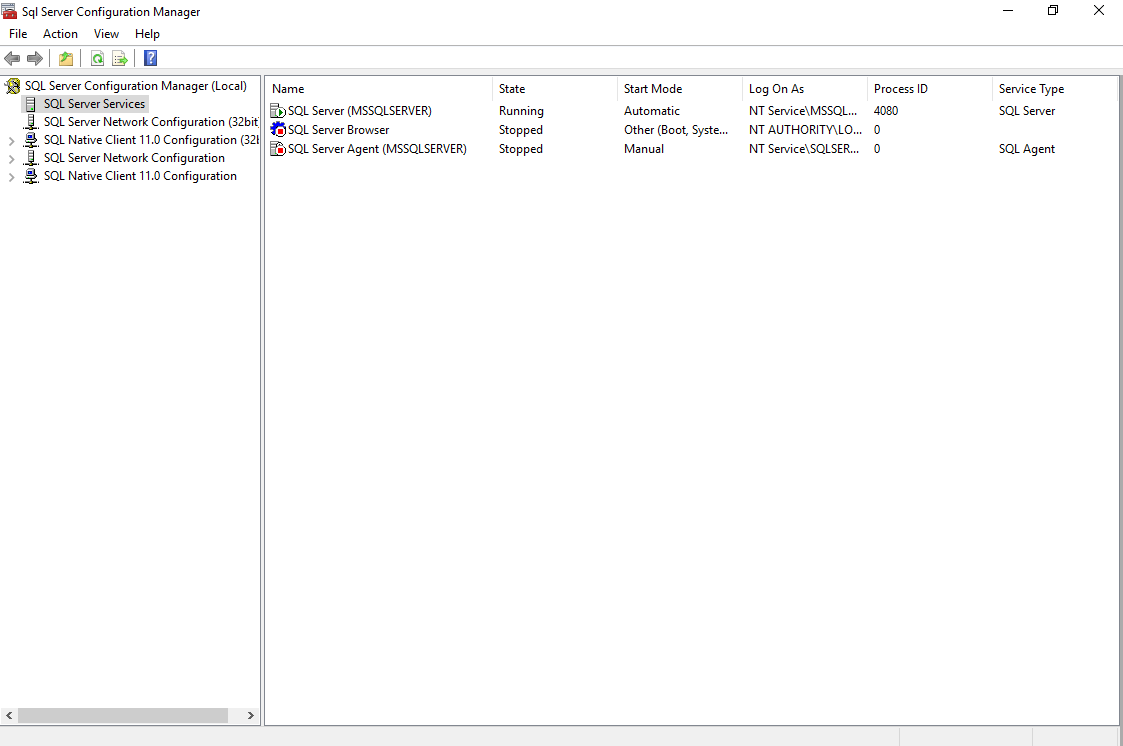 Sql Server Configuration Manager
File Action View Help
SQL Server Configuration Manager (Local)
SQL Server Services
SQL Server Network Configuration (32bit
SQL Native Client 11.0 Configuration (32b
SQL Server Network Configuration
SQL Native Client 11.0 Configuration
Name State Start Mode Log On As Process ID Service Type
SQL Server (MSSQLSERVER) Running Automatic NT Service\MSSQL... 4080 SQL Server
SQL Server Browser Stopped Other (Boot, Syste... NT AUTHORITY\LO... 0
SQL Server Agent (MSSQLSERVER) Stopped Manual NT Service\SQLSER... 0 SQL Agent